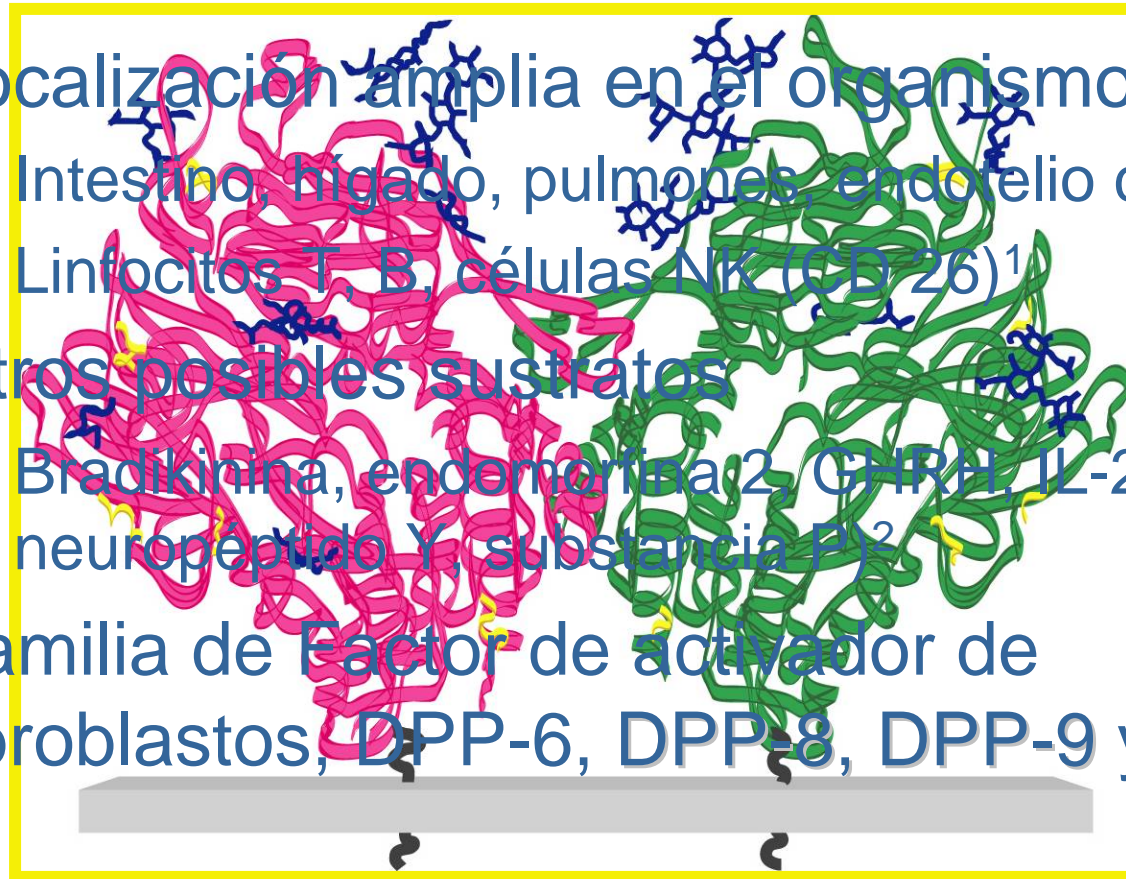 ocalización amplia en el organismo
Intestino, hígado, pulmones, endotelio c
Linfocitos T, B, células NK (CD 26)¹
tros posibles sustratos
Bradikinina, endomorfina 2, GHRH, IL-2
neuropéptido Y, substancia P)²
amilia de Factor de activador de
broblastos, DPP-6, DPP-8, DPP-9 y